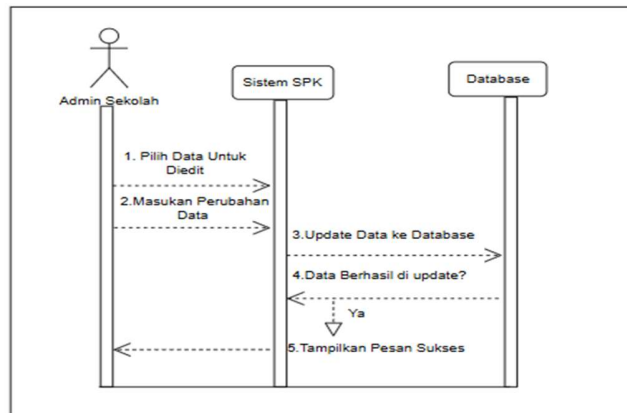 Admin Sekolah
Sistem SPK
Database
1. Pilih Data Untuk
Diedit
2.Masukan Perubahan
Data
3.Update Data ke Database
4.Data Berhasil di update?
Ya
5.Tampilkan Pesan Sukses